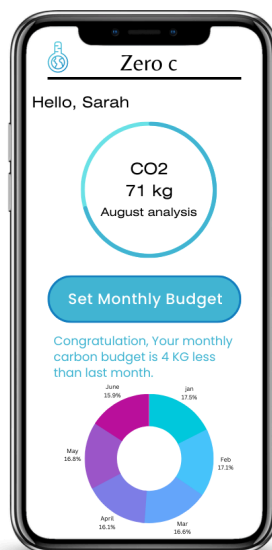 Zero c
Hello, Sarah
CO2
71 kg
August analysis
Set Monthly Budget
Congratulation, Your monthly
carbon budget is 4 KG less
than last month.
June
15.9%
jan
17.5%
May
16.8%
Feb
17.1%
April
16.1%
Mar
16.6%